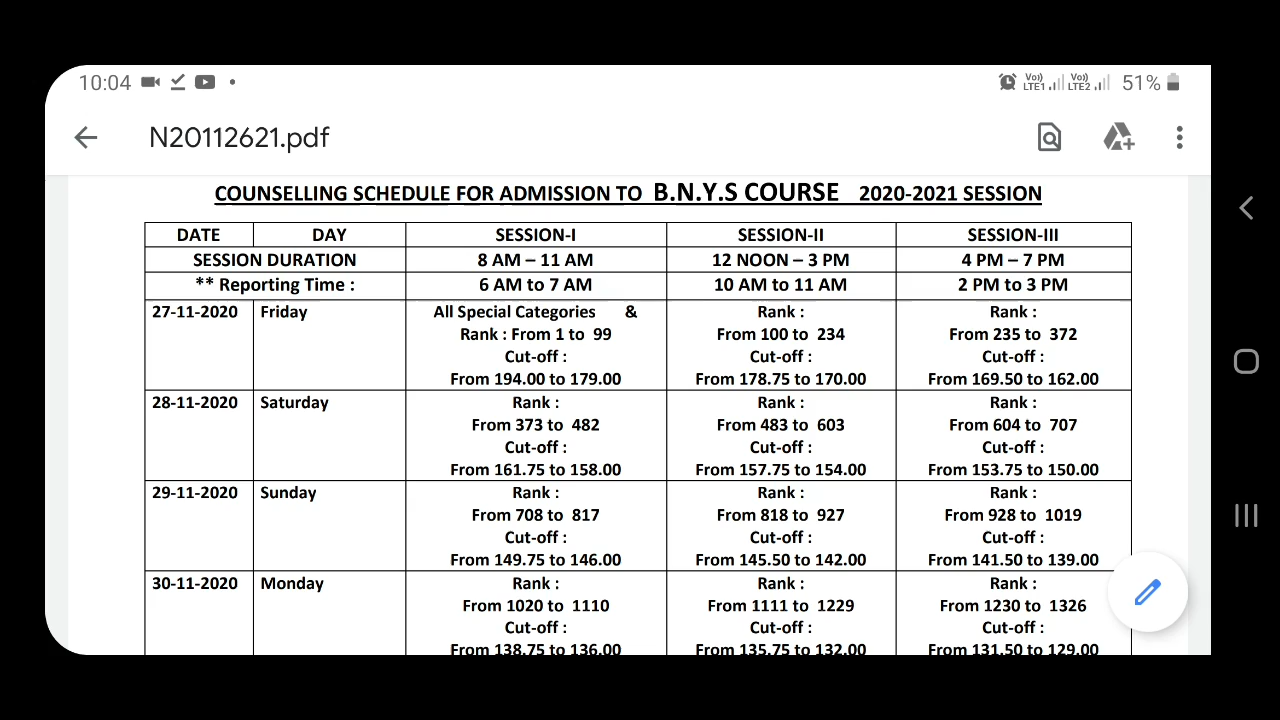 10:04
Vo)) LTE1 Vo)) LTE2 51%
N20112621.pdf
COUNSELLING SCHEDULE FOR ADMISSION TO B.N.Y.S COURSE 2020-2021 SESSION
DATE DAY SESSION-I SESSION-II SESSION-III
SESSION DURATION 8 AM – 11 AM 12 NOON – 3 PM 4 PM – 7 PM
** Reporting Time : 6 AM to 7 AM 10 AM to 11 AM 2 PM to 3 PM
27-11-2020 Friday All Special Categories & Rank : Rank :
Rank : From 1 to 99 From 100 to 234 From 235 to 372
Cut-off : Cut-off : Cut-off :
From 194.00 to 179.00 From 178.75 to 170.00 From 169.50 to 162.00
28-11-2020 Saturday Rank : Rank : Rank :
From 373 to 482 From 483 to 603 From 604 to 707
Cut-off : Cut-off : Cut-off :
From 161.75 to 158.00 From 157.75 to 154.00 From 153.75 to 150.00
29-11-2020 Sunday Rank : Rank : Rank :
From 708 to 817 From 818 to 927 From 928 to 1019
Cut-off : Cut-off : Cut-off :
From 149.75 to 146.00 From 145.50 to 142.00 From 141.50 to 139.00
30-11-2020 Monday Rank : Rank : Rank :
From 1020 to 1110 From 1111 to 1229 From 1230 to 1326
Cut-off : Cut-off : Cut-off :
From 138.75 to 136.00 From 135.75 to 132.00 From 131.50 to 129.00